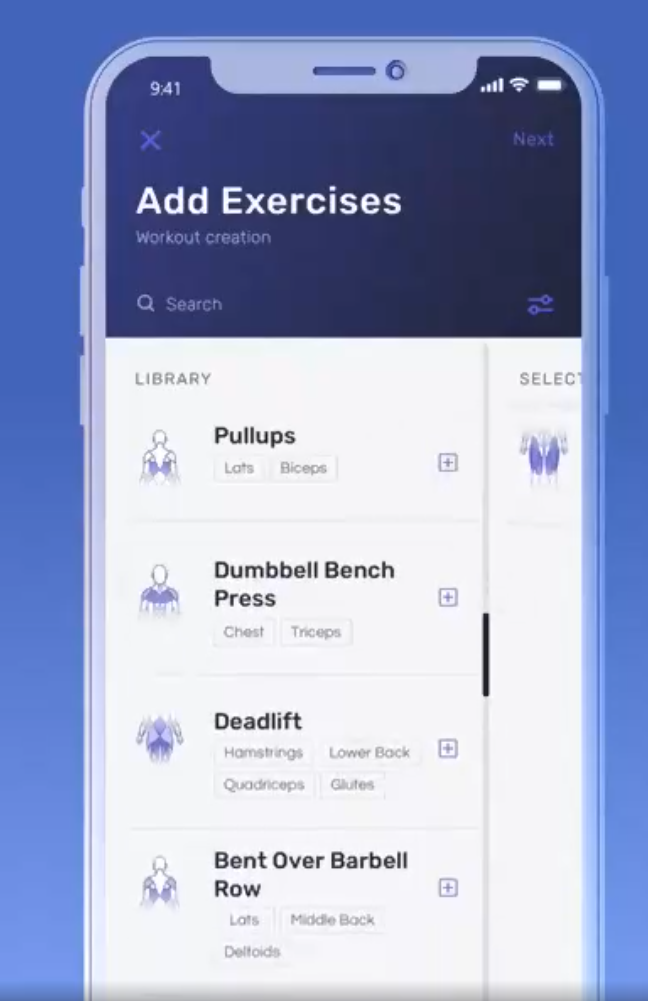 9:41
Next
Add Exercises
Workout creation
Search
LIBRARY
SELECT
Pullups
Lats Biceps
Dumbbell Bench
Press
Chest Triceps
Deadlift
Hamstrings Lower Back
Quadriceps Glutes
Bent Over Barbell
Row
Lats Middle Back
Deltoids